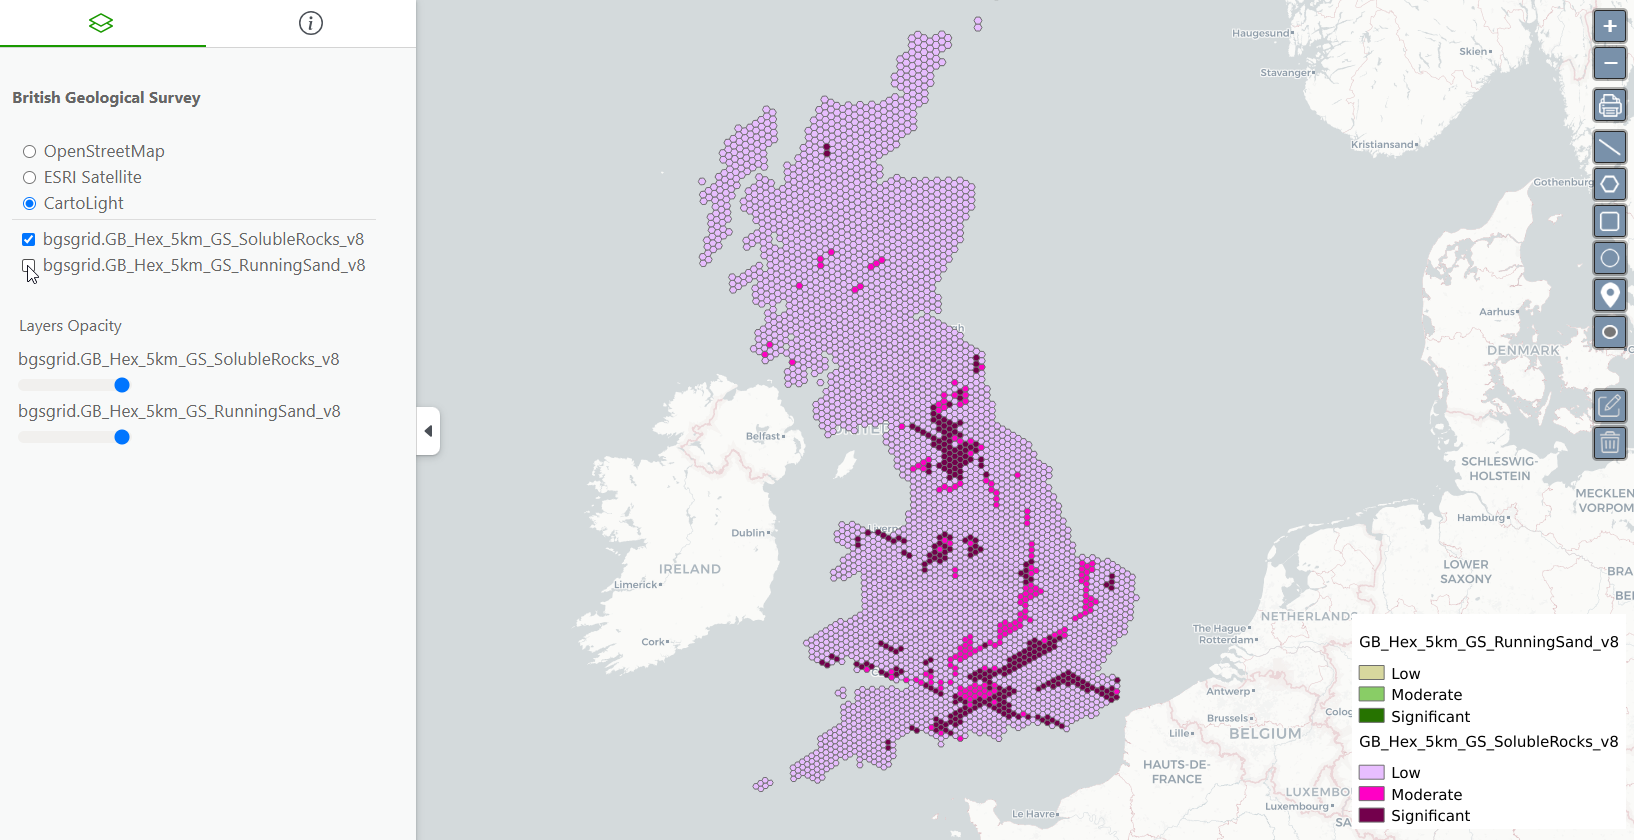 British Geological Survey
OpenStreetMap
ESRI Satellite
CartoLight
bgsgrid.GB_Hex_5km_GS_SolubleRocks_v8
bgsgrid.GB_Hex_5km_GS_RunningSand_v8
Layers Opacity
bgsgrid.GB_Hex_5km_GS_SolubleRocks_v8
bgsgrid.GB_Hex_5km_GS_RunningSand_v8
Haugesund
Skien
Stavanger
Kristiansand
Gothenburg
Aarhus
DENMARK
Belfast
SCHLESWIG-
HOLSTEIN
MECKLEN
VORPOM
Hamburg
Dublin
IRELAND
LOWER
SAXONY
BRA
BE
Limerick
NETHERLANDS
The Hague
Rotterdam
Cork
Antwerp
Colog
Brussels
Lille
BELGIUM
HAUTS-DE-
FRANCE
LUXEMBO
Luxembourg
SA
Le Havre
GB_Hex_5km_GS_RunningSand_v8
Low
Moderate
Significant
GB_Hex_5km_GS_SolubleRocks_v8
Low
Moderate
Significant